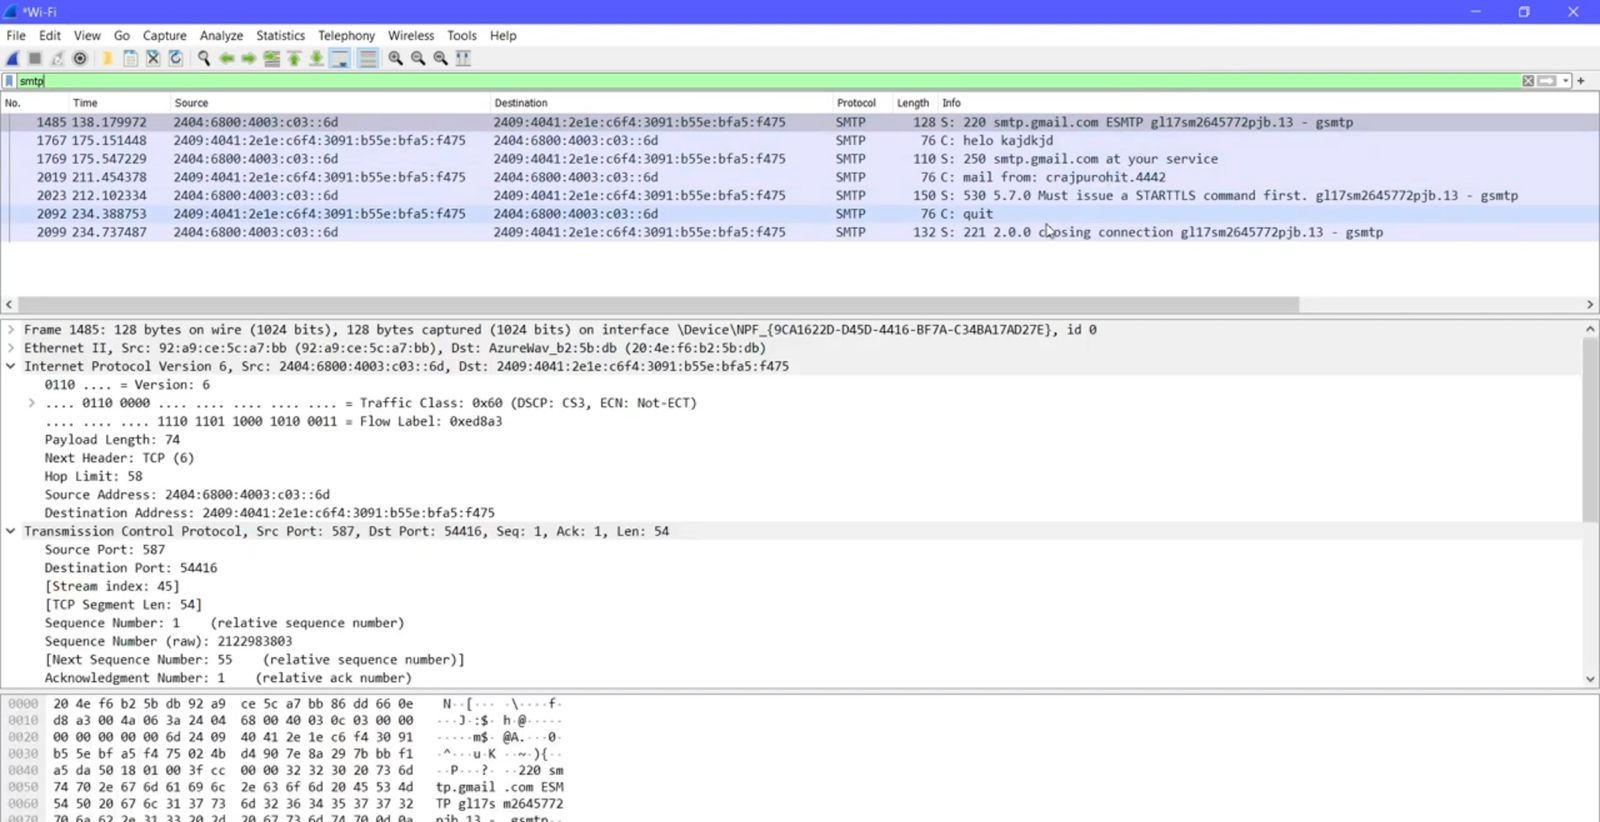 *Wi-Fi
File Edit View Go Capture Analyze Statistics Telephony Wireless Tools Help
smtp
No. Time Source Destination Protocol Length Info
1485 138.179972 2404:6800:4003:c03::6d 2409:4041:2e1e:c6f4:3091:b55e:bfa5:f475 SMTP 128 S: 220 smtp.gmail.com ESMTP gl17sm2645772pjb.13 - gsmtp
1767 175.151448 2409:4041:2e1e:c6f4:3091:b55e:bfa5:f475 2404:6800:4003:c03::6d SMTP 76 C: helo kajdkjd
1769 175.547229 2404:6800:4003:c03::6d 2409:4041:2e1e:c6f4:3091:b55e:bfa5:f475 SMTP 110 S: 250 smtp.gmail.com at your service
2019 211.454378 2409:4041:2e1e:c6f4:3091:b55e:bfa5:f475 2404:6800:4003:c03::6d SMTP 76 C: mail from: crajpurohit.4442
2023 212.102334 2404:6800:4003:c03::6d 2409:4041:2e1e:c6f4:3091:b55e:bfa5:f475 SMTP 150 S: 530 5.7.0 Must issue a STARTTLS command first. gl17sm2645772pjb.13 - gsmtp
2092 234.388753 2409:4041:2e1e:c6f4:3091:b55e:bfa5:f475 2404:6800:4003:c03::6d SMTP 76 C: quit
2099 234.737487 2404:6800:4003:c03::6d 2409:4041:2e1e:c6f4:3091:b55e:bfa5:f475 SMTP 132 S: 221 2.0.0 closing connection gl17sm2645772pjb.13 - gsmtp
Frame 1485: 128 bytes on wire (1024 bits), 128 bytes captured (1024 bits) on interface \Device\NPF_{9CA1622D-D45D-4416-BF7A-C34BA17AD27E}, id 0
Ethernet II, Src: 92:a9:ce:5c:a7:bb (92:a9:ce:5c:a7:bb), Dst: AzureWav_b2:5b:db (20:4e:f6:b2:5b:db)
Internet Protocol Version 6, Src: 2404:6800:4003:c03::6d, Dst: 2409:4041:2e1e:c6f4:3091:b55e:bfa5:f475
0110 .... = Version: 6
.... 0110 0000 .... .... .... .... .... = Traffic Class: 0x60 (DSCP: CS3, ECN: Not-ECT)
.... .... .... 1110 1101 1000 1010 0011 = Flow Label: 0xed8a3
Payload Length: 74
Next Header: TCP (6)
Hop Limit: 58
Source Address: 2404:6800:4003:c03::6d
Destination Address: 2409:4041:2e1e:c6f4:3091:b55e:bfa5:f475
Transmission Control Protocol, Src Port: 587, Dst Port: 54416, Seq: 1, Ack: 1, Len: 54
Source Port: 587
Destination Port: 54416
[Stream index: 45]
[TCP Segment Len: 54]
Sequence Number: 1 (relative sequence number)
Sequence Number (raw): 2122983803
[Next Sequence Number: 55 (relative sequence number)]
Acknowledgment Number: 1 (relative ack number)
0000 20 4e f6 b2 5b db 92 a9 ce 5c a7 bb 86 dd 66 0e N··[··· ·\····f·
0010 d8 a3 00 4a 06 3a 24 04 68 00 40 03 0c 03 00 00 ···J·:$· h·@·····
0020 00 00 00 00 00 6d 24 09 40 41 2e 1e c6 f4 30 91 ·····m$· @A.···0·
0030 b5 5e bf a5 f4 75 02 4b d4 90 7e 8a 29 7b bb f1 ·^···u·K ··~·){··
0040 a5 da 50 18 01 00 3f cc 00 00 32 32 30 20 73 6d ··P···?· ··220 sm
0050 74 70 2e 67 6d 61 69 6c 2e 63 6f 6d 20 45 53 4d tp.gmail .com ESM
0060 54 50 20 67 6c 31 37 73 6d 32 36 34 35 37 37 32 TP gl17s m2645772
0070 70 6a 62 2e 31 33 20 2d 20 67 73 6d 74 70 0d 0a pjb.13 - gsmtp··